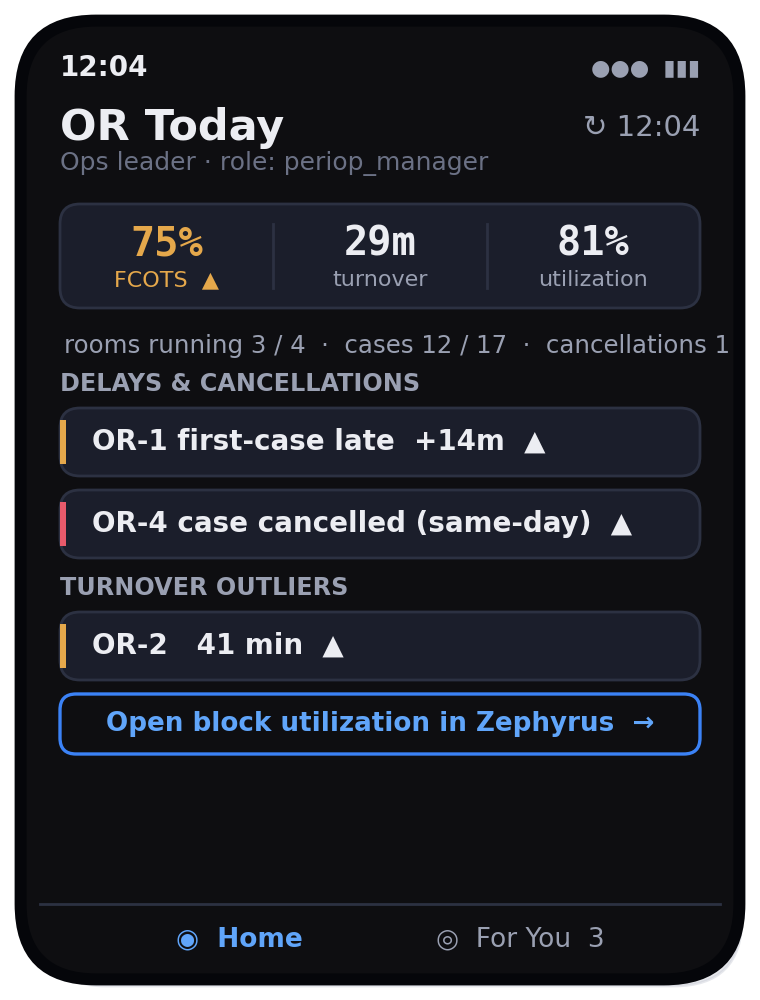 12:04
OR Today ↻ 12:04
Ops leader · role: periop_manager
75% 29m 81%
FCOTS ▲ turnover utilization
rooms running 3 / 4 · cases 12 / 17 · cancellations 1
DELAYS & CANCELLATIONS
OR-1 first-case late +14m ▲
OR-4 case cancelled (same-day) ▲
TURNOVER OUTLIERS
OR-2 41 min ▲
Open block utilization in Zephyrus →
◉ Home ◎ For You 3